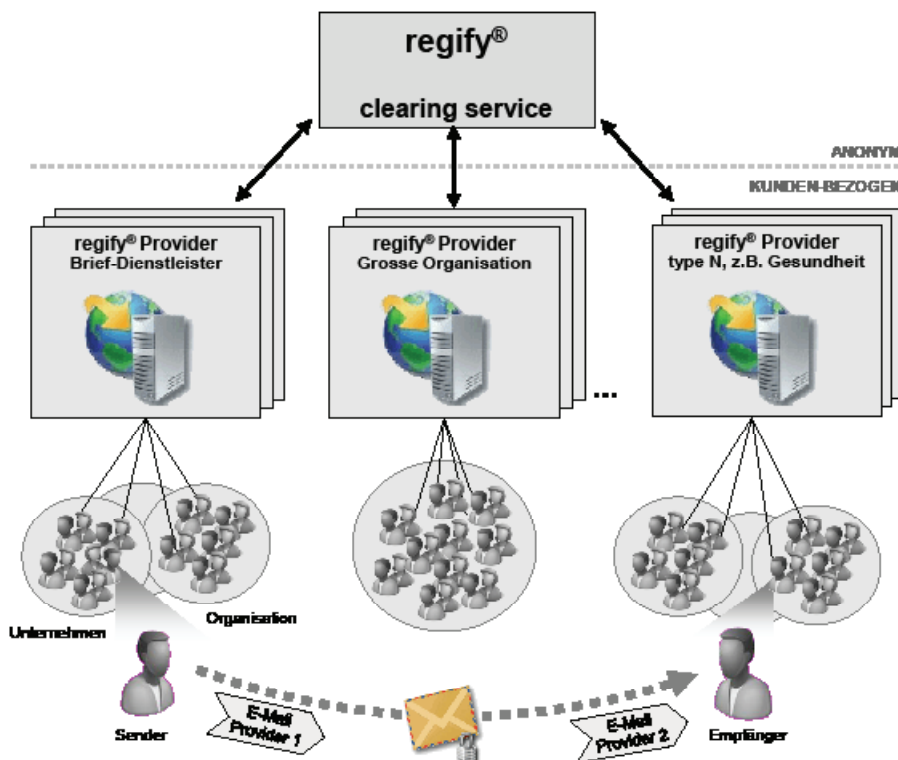 regify®
clearing service
ANONYM
KUNDEN-BEZOGEN
regify® Provider
Brief-Dienstleister
regify® Provider
Grosse Organisation
...
regify® Provider
type N, z.B. Gesundheit
Unternehmen
Organisation
Sender
E-Mail
Provider 1
E-Mail
Provider 2
Empfänger